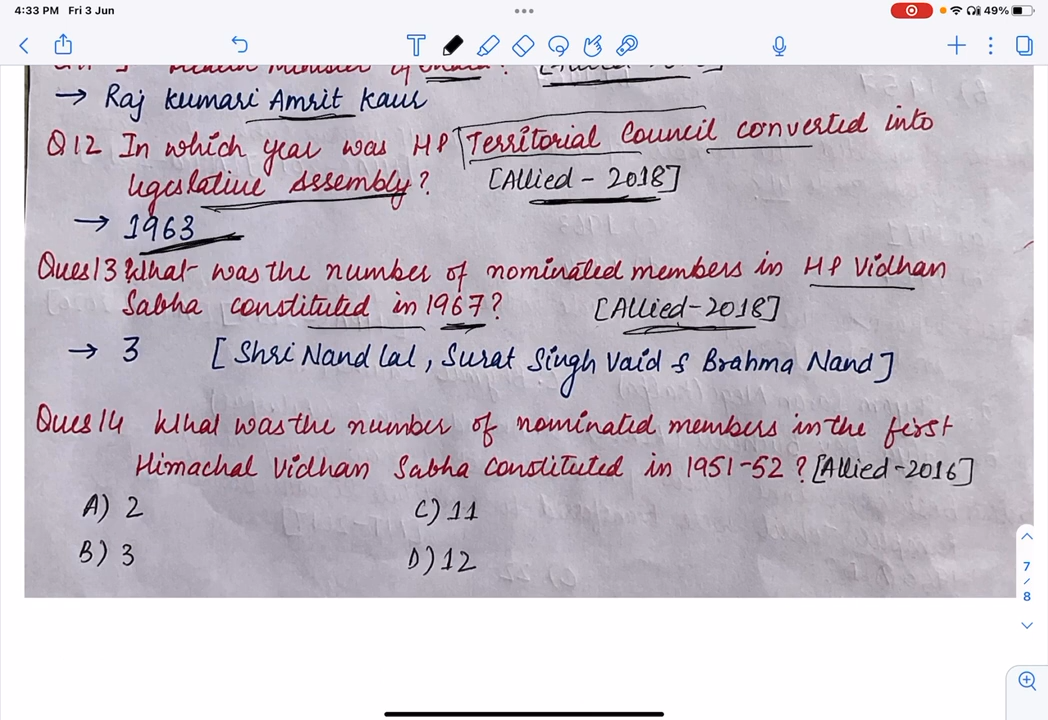 4:33 PM Fri 3 Jun
49%
T
Health Minister of
→ Raj Kumari Amrit Kaur
Q12 In which year was HP Territorial Council converted into
legislative Assembly? [Allied - 2018]
→ 1963
Ques13 What was the number of nominated members in HP Vidhan
Sabha constituted in 1967? [Allied-2018]
→ 3 [Shri Nand Lal, Surat Singh Vaid & Brahma Nand]
Ques14 What was the number of nominated members in the first
Himachal Vidhan Sabha constituted in 1951-52? [Allied-2016]
A) 2 C) 11
B) 3 D) 12
7
/
8